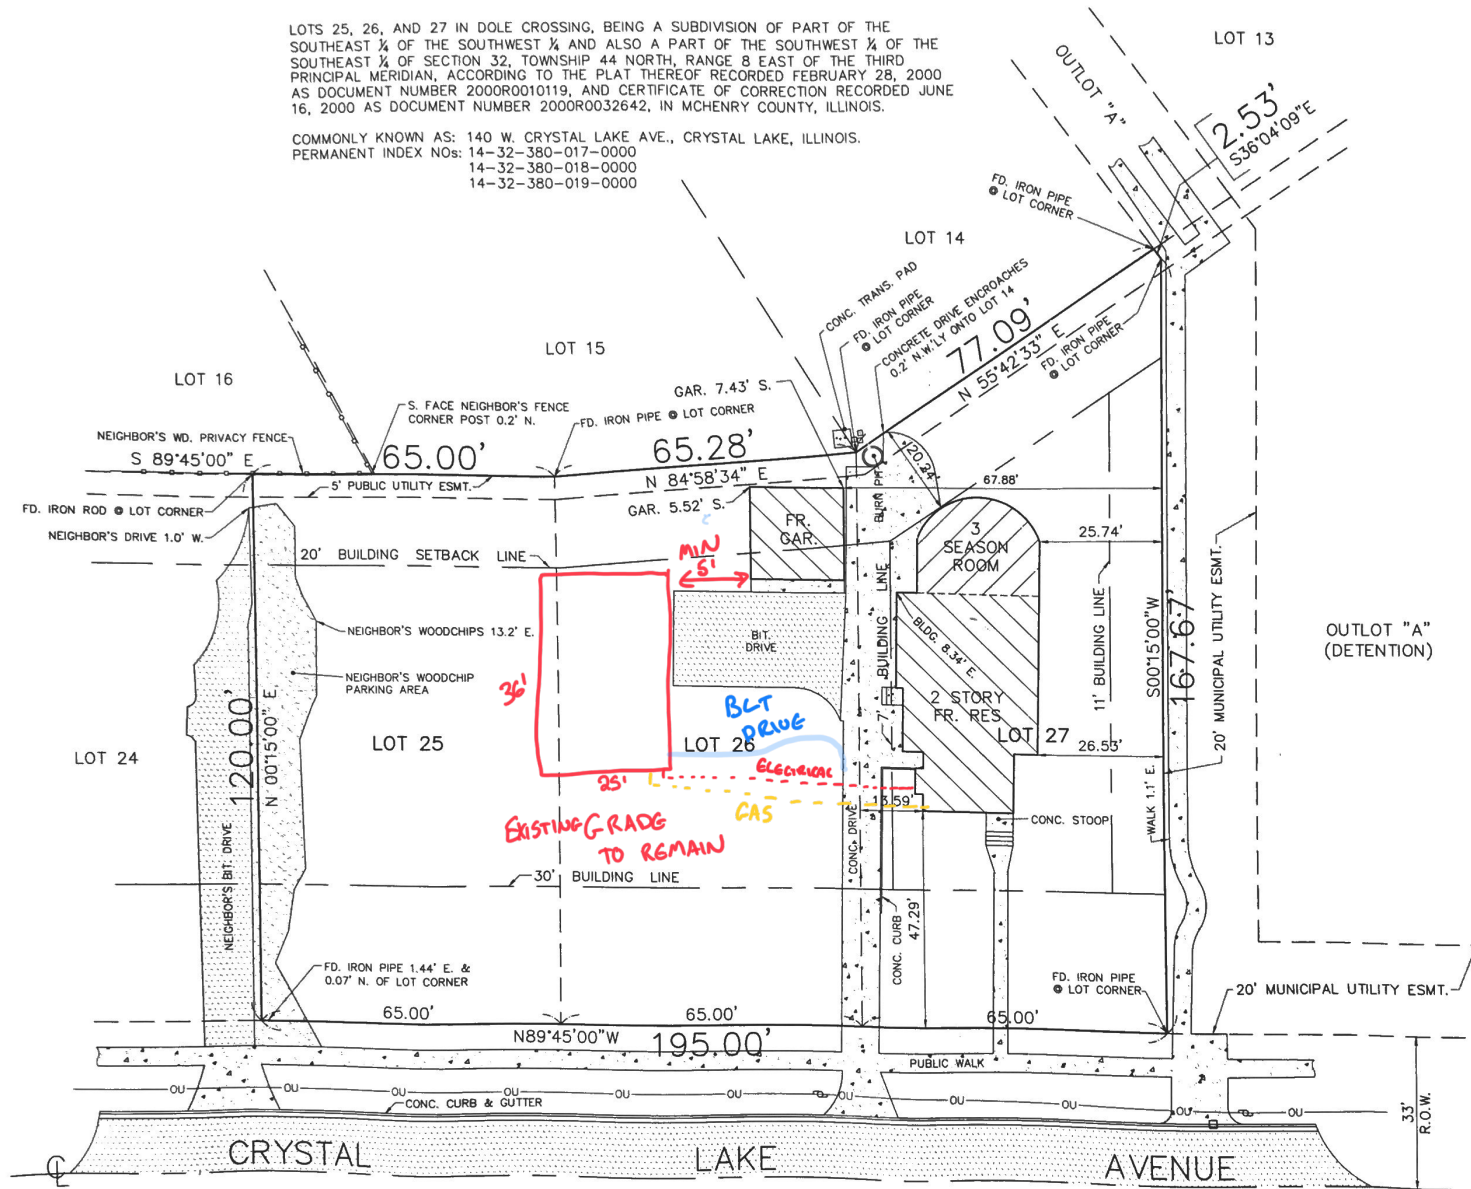 LOTS 25, 26, AND 27 IN DOLE CROSSING, BEING A SUBDIVISION OF PART OF THE
SOUTHEAST ¼ OF THE SOUTHWEST ¼ AND ALSO A PART OF THE SOUTHWEST ¼ OF THE
SOUTHEAST ¼ OF SECTION 32, TOWNSHIP 44 NORTH, RANGE 8 EAST OF THE THIRD
PRINCIPAL MERIDIAN, ACCORDING TO THE PLAT THEREOF RECORDED FEBRUARY 28, 2000
AS DOCUMENT NUMBER 2000R0010119, AND CERTIFICATE OF CORRECTION RECORDED JUNE
16, 2000 AS DOCUMENT NUMBER 2000R0032642, IN MCHENRY COUNTY, ILLINOIS.
COMMONLY KNOWN AS: 140 W. CRYSTAL LAKE AVE., CRYSTAL LAKE, ILLINOIS.
PERMANENT INDEX NOs: 14-32-380-017-0000
14-32-380-018-0000
14-32-380-019-0000
OUTLOT "A"
LOT 13
2.53'
S36°04'09"E
FD. IRON PIPE
@ LOT CORNER
LOT 14
CONC. TRANS. PAD
FD. IRON PIPE
@ LOT CORNER
CONCRETE DRIVE ENCROACHES
0.2' N.W.'LY ONTO LOT 14
77.09'
N 55°42'33" E
FD. IRON PIPE
@ LOT CORNER
LOT 15
LOT 16
GAR. 7.43' S.
S. FACE NEIGHBOR'S FENCE
CORNER POST 0.2' N.
FD. IRON PIPE @ LOT CORNER
NEIGHBOR'S WD. PRIVACY FENCE
S 89°45'00" E
65.00'
65.28'
N 84°58'34" E
5' PUBLIC UTILITY ESMT.
GAR. 5.52' S.
FD. IRON ROD @ LOT CORNER
NEIGHBOR'S DRIVE 1.0' W.
20' BUILDING SETBACK LINE
BURN PIT
20.24'
67.88'
FR.
GAR.
3
SEASON
ROOM
25.74'
MIN
5'
NEIGHBOR'S WOODCHIPS 13.2' E.
NEIGHBOR'S WOODCHIP
PARKING AREA
BIT.
DRIVE
BUILDING LINE
7'
BLDG. 8.34' E.
2 STORY
FR. RES
11' BUILDING LINE
S00°15'00"W
167.67'
20' MUNICIPAL UTILITY ESMT.
OUTLOT "A"
(DETENTION)
36'
BLT
DRIVE
LOT 24
120.00'
N 00°15'00" E
LOT 25
LOT 26
LOT 27
26.53'
25'
ELECTRICAL
GAS
13.59'
EXISTING GRADE
TO REMAIN
CONC. STOOP
WALK 1.1' E.
CONC. DRIVE
30' BUILDING LINE
NEIGHBOR'S BIT. DRIVE
CONC. CURB
47.29'
FD. IRON PIPE 1.44' E. &
0.07' N. OF LOT CORNER
FD. IRON PIPE
@ LOT CORNER
20' MUNICIPAL UTILITY ESMT.
65.00'
65.00'
65.00'
N89°45'00"W
195.00'
PUBLIC WALK
OU
OU
OU
OU
OU
OU
OU
OU
CONC. CURB & GUTTER
33'
R.O.W.
CRYSTAL LAKE AVENUE